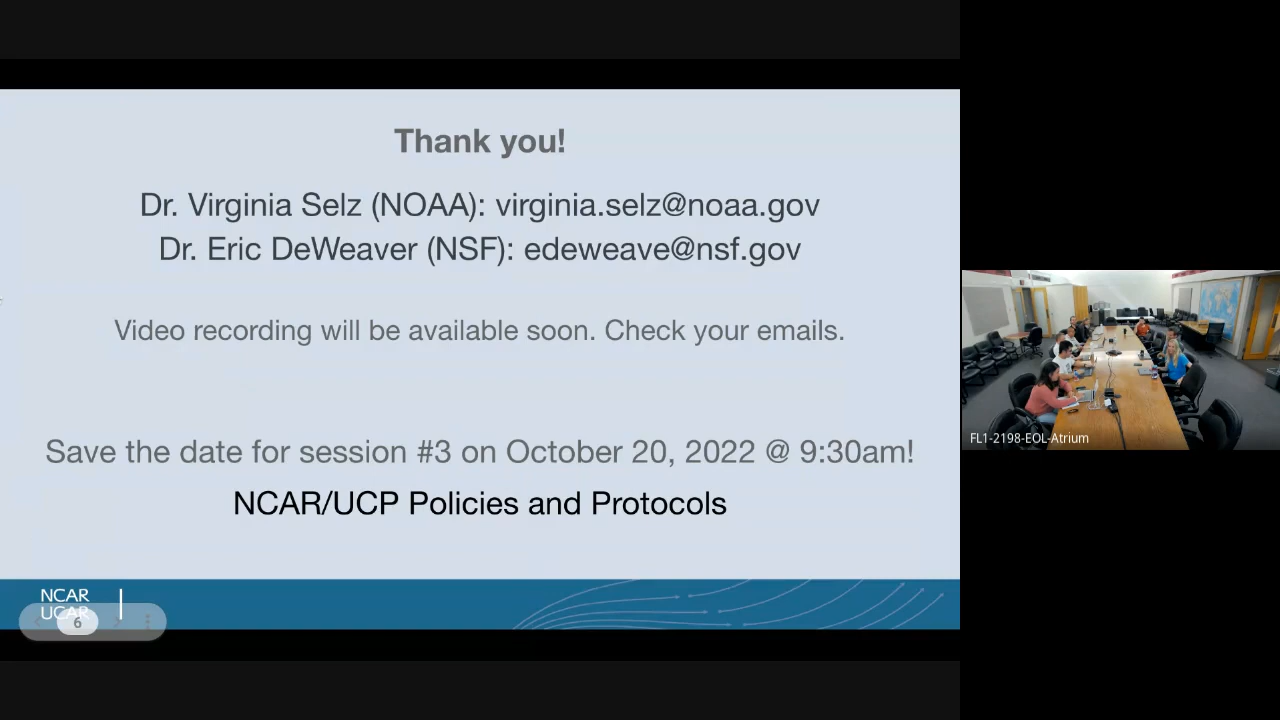 Thank you!
Dr. Virginia Selz (NOAA): virginia.selz@noaa.gov
Dr. Eric DeWeaver (NSF): edeweave@nsf.gov
Video recording will be available soon. Check your emails.
Save the date for session #3 on October 20, 2022 @ 9:30am!
NCAR/UCP Policies and Protocols
NCAR
UCAR
6
FL1-2198-EOL-Atrium